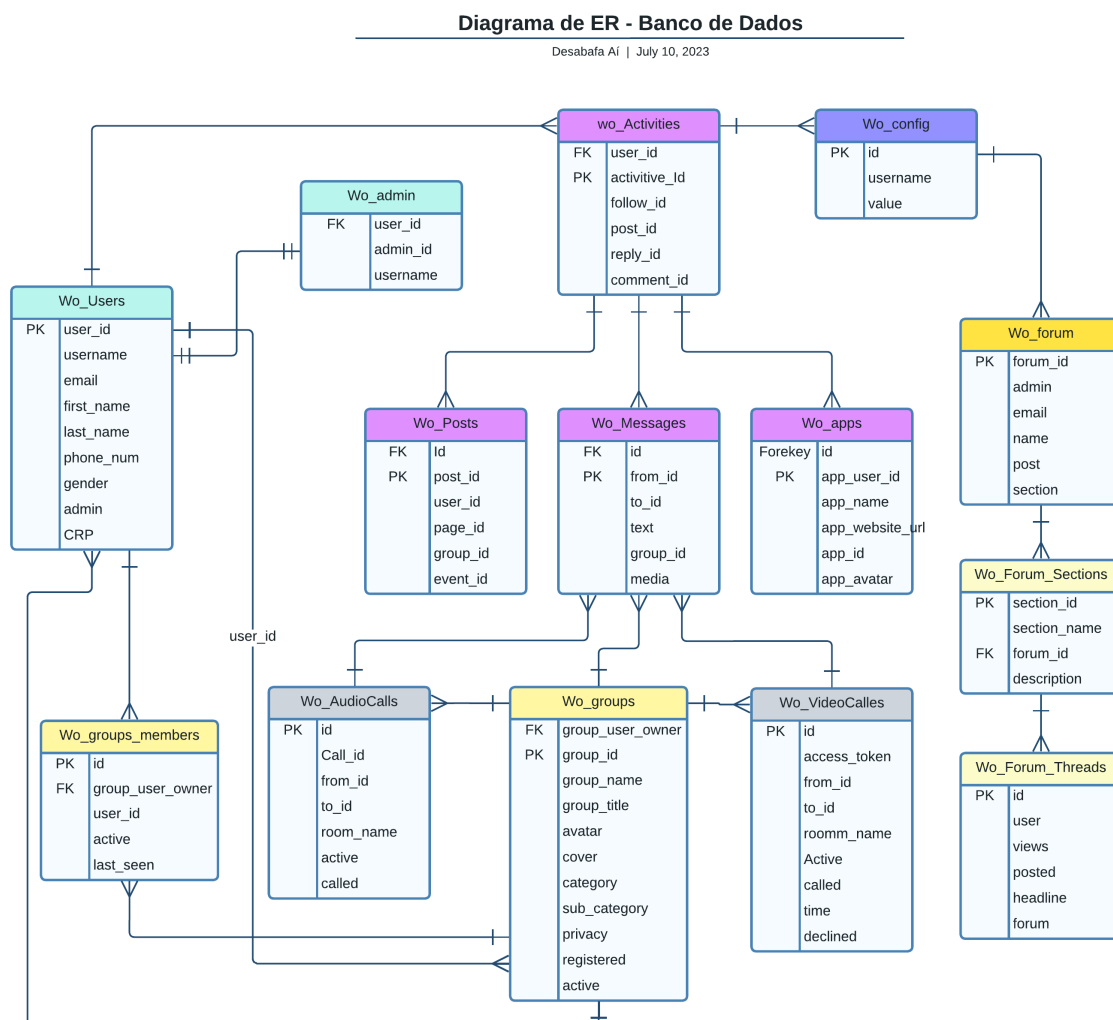 Diagrama de ER - Banco de Dados
Desabafa Aí | July 10, 2023
wo_Activities
FK user_id
PK activitive_Id
follow_id
post_id
reply_id
comment_id
Wo_config
PK id
username
value
Wo_admin
FK user_id
admin_id
username
Wo_Users
PK user_id
username
email
first_name
last_name
phone_num
gender
admin
CRP
Wo_forum
PK forum_id
admin
email
name
post
section
Wo_Posts
FK Id
PK post_id
user_id
page_id
group_id
event_id
Wo_Messages
FK id
PK from_id
to_id
text
group_id
media
Wo_apps
Forekey id
PK app_user_id
app_name
app_website_url
app_id
app_avatar
Wo_Forum_Sections
PK section_id
section_name
FK forum_id
description
user_id
Wo_groups_members
PK id
FK group_user_owner
user_id
active
last_seen
Wo_AudioCalls
PK id
Call_id
from_id
to_id
room_name
active
called
Wo_groups
FK group_user_owner
PK group_id
group_name
group_title
avatar
cover
category
sub_category
privacy
registered
active
Wo_VideoCalles
PK id
access_token
from_id
to_id
roomm_name
Active
called
time
declined
Wo_Forum_Threads
PK id
user
views
posted
headline
forum